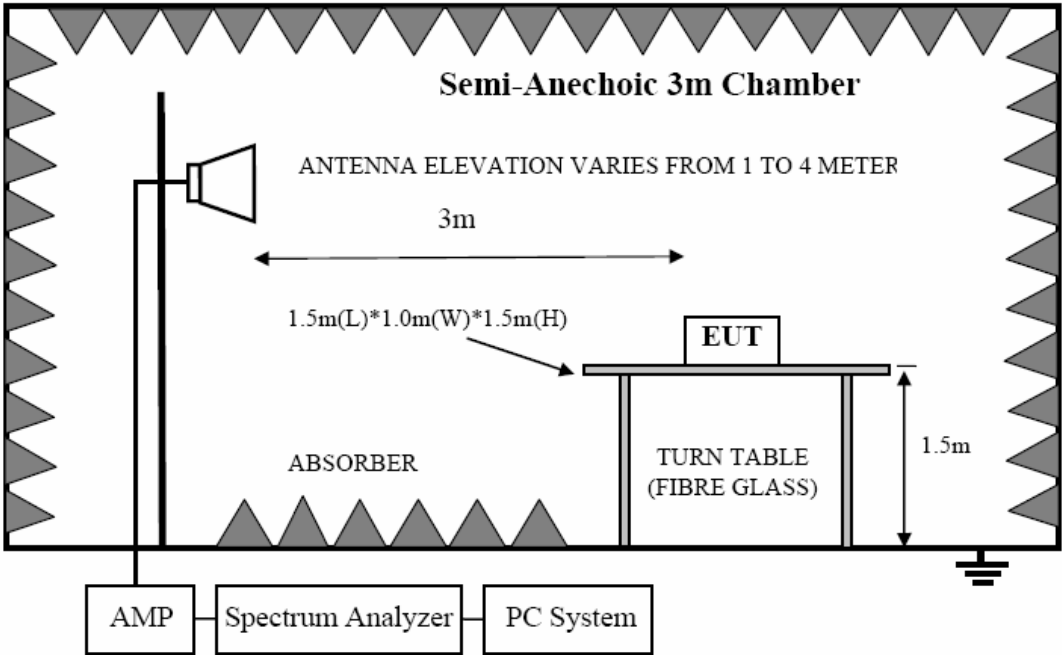 Semi-Anechoic 3m Chamber
ANTENNA ELEVATION VARIES FROM 1 TO 4 METER
3m
1.5m(L)*1.0m(W)*1.5m(H)
EUT
1.5m
ABSORBER
TURN TABLE
(FIBRE GLASS)
AMP
Spectrum Analyzer
PC System